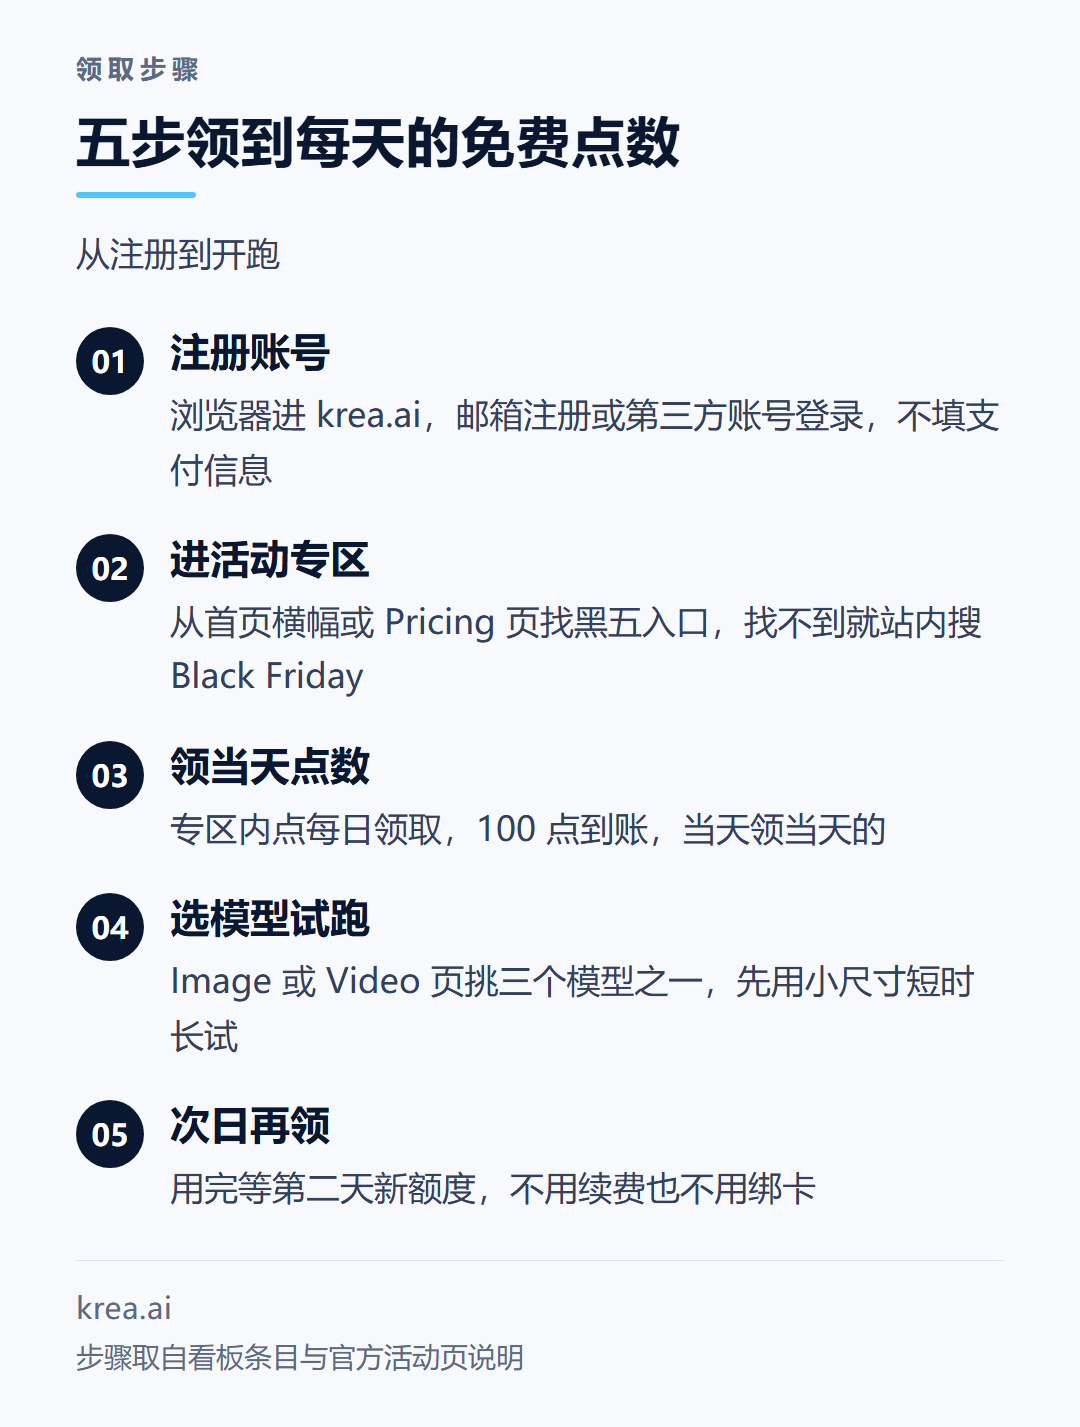 领取步骤
五步领到每天的免费点数
从注册到开跑
01
注册账号
浏览器进 krea.ai，邮箱注册或第三方账号登录，不填支
付信息
02
进活动专区
从首页横幅或 Pricing 页找黑五入口，找不到就站内搜
Black Friday
03
领当天点数
专区内点每日领取，100 点到账，当天领当天的
04
选模型试跑
Image 或 Video 页挑三个模型之一，先用小尺寸短时
长试
05
次日再领
用完等第二天新额度，不用续费也不用绑卡
krea.ai
步骤取自看板条目与官方活动页说明